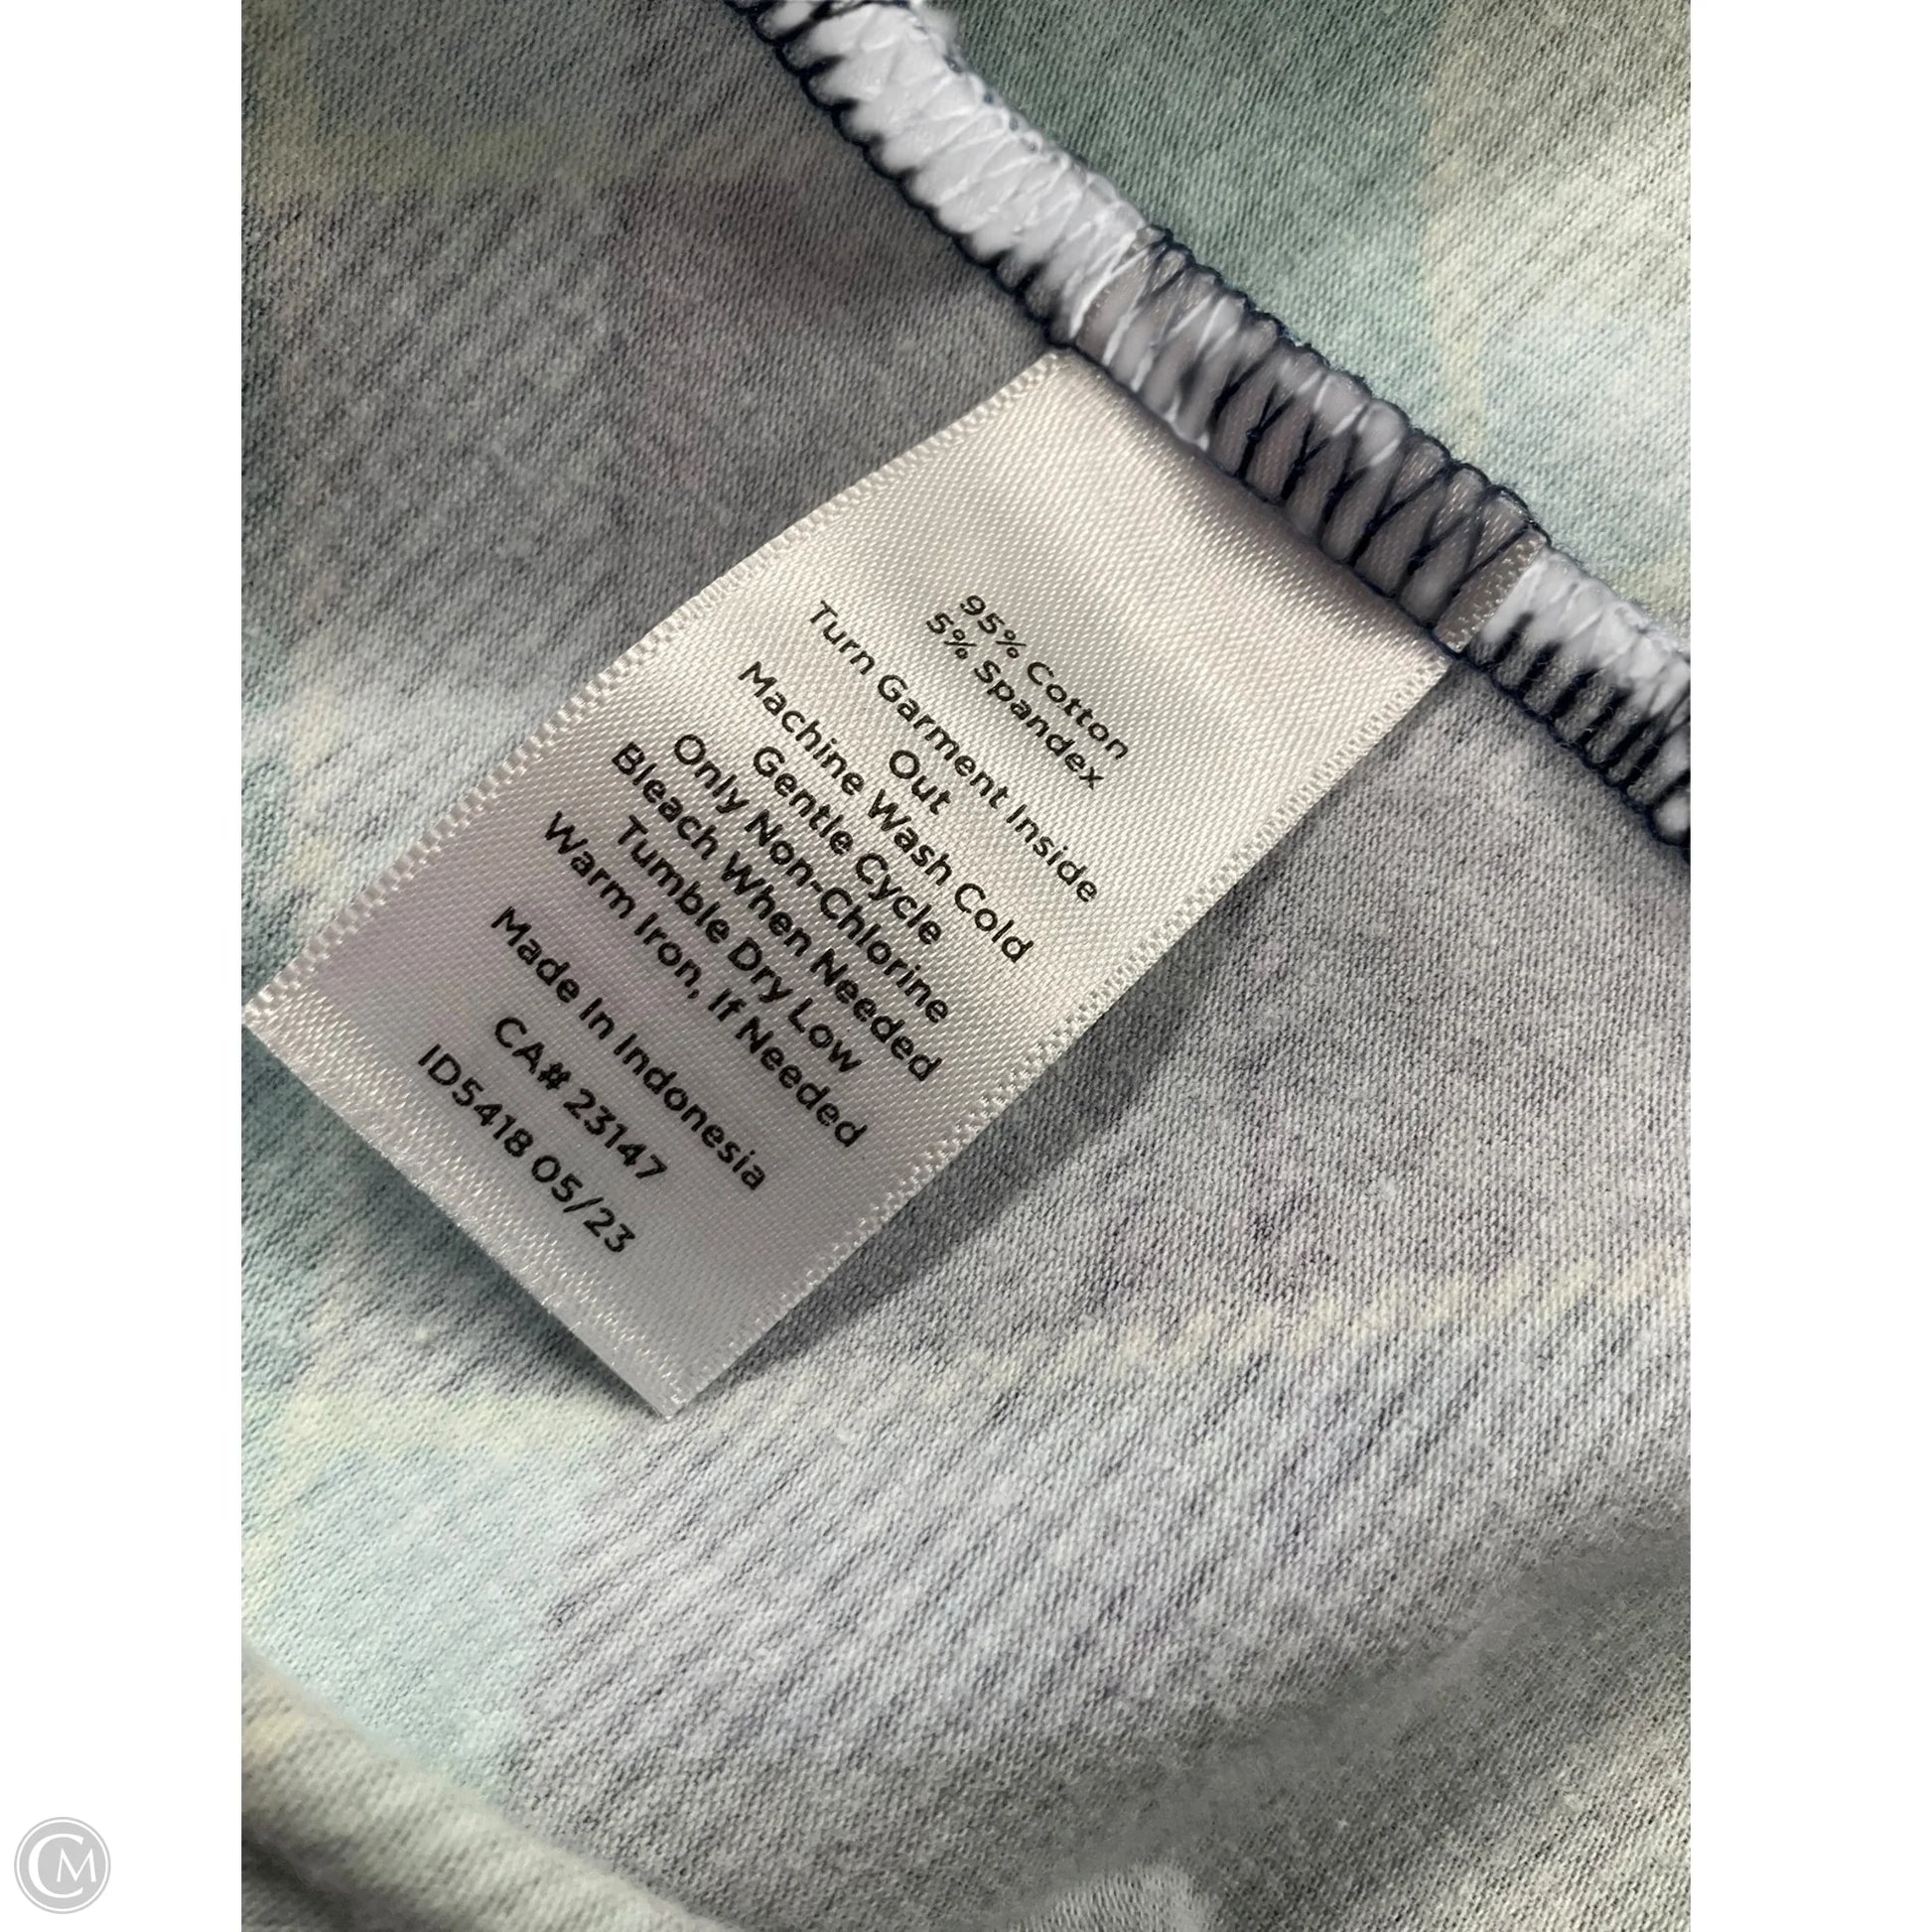 95% Cotton
5% Spandex
Turn Garment Inside
Out
Machine Wash Cold
Gentle Cycle
Only Non-Chlorine
Bleach When Needed
Tumble Dry Low
Warm Iron, If Needed
Made In Indonesia
CA# 23147
ID5418 05/23
CM